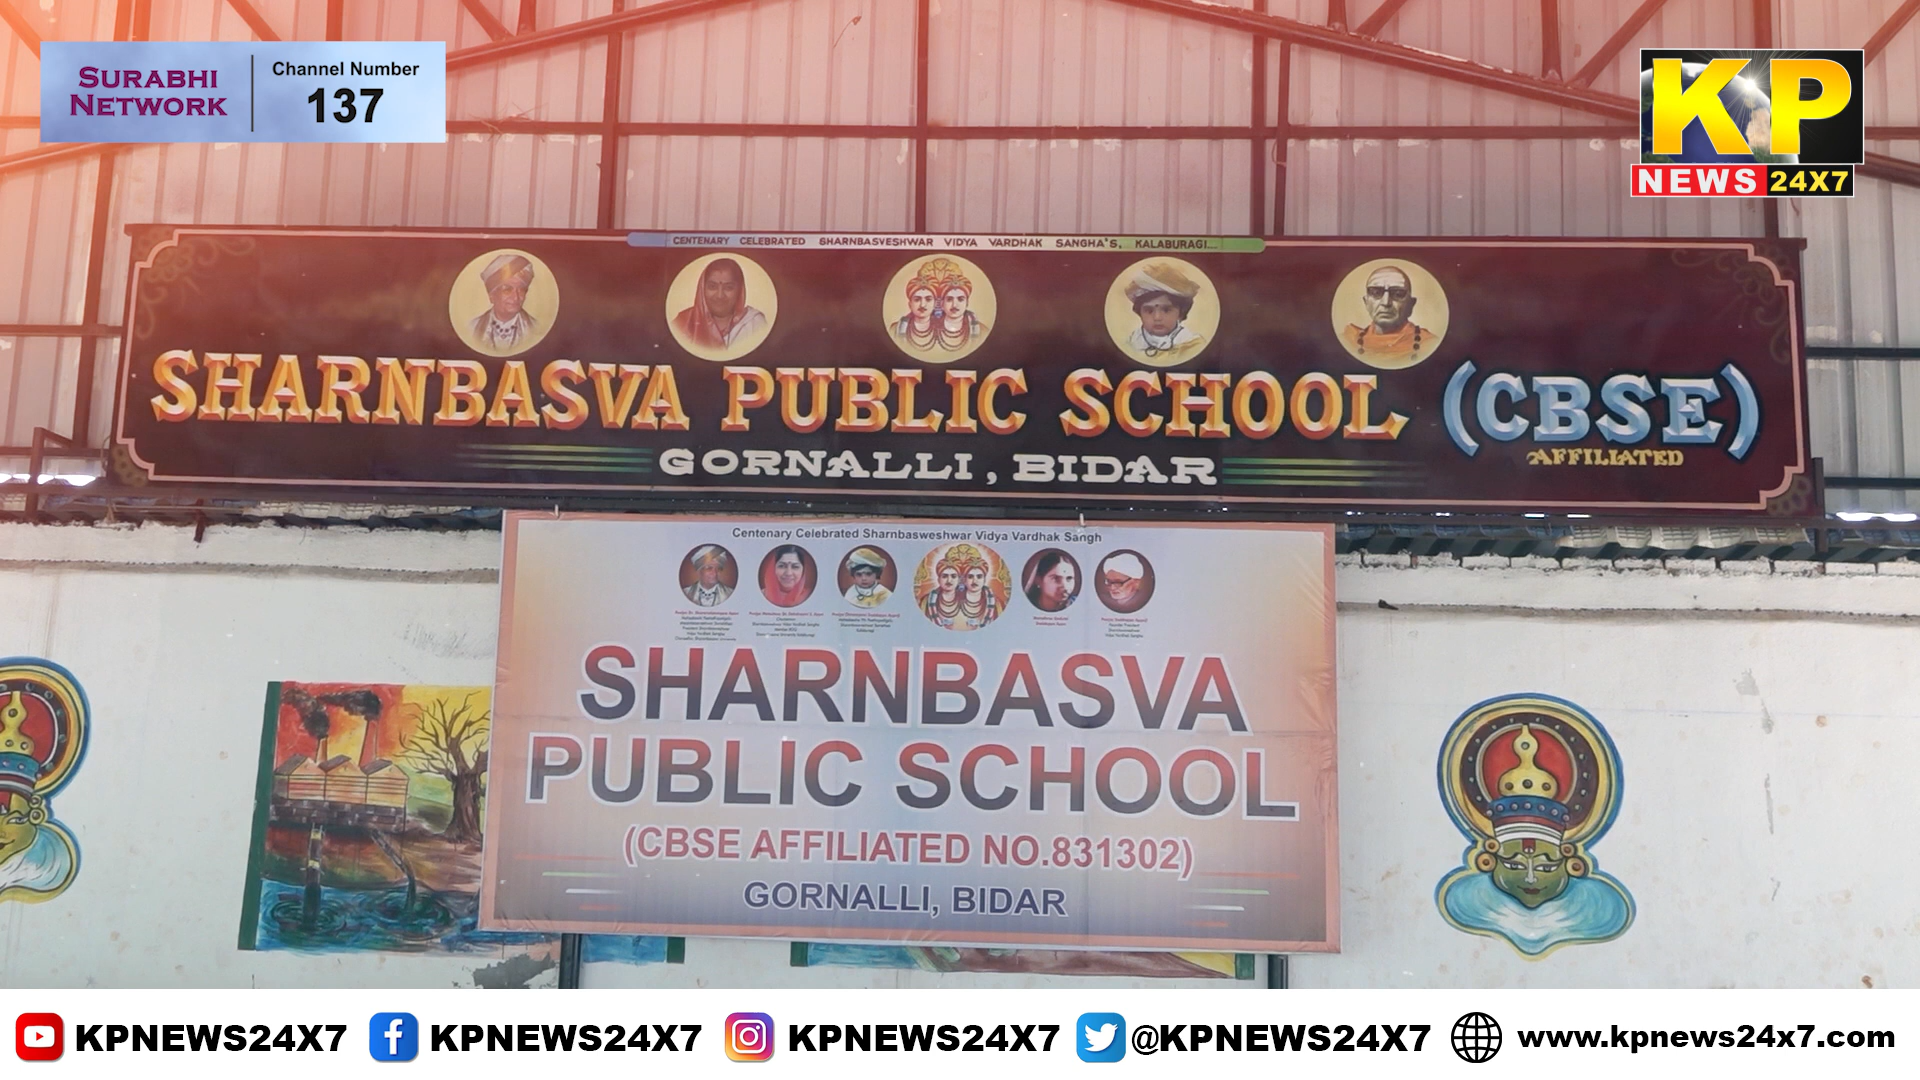 SURABHI
NETWORK
Channel Number
137
KP
NEWS 24X7
CENTENARY CELEBRATED SHARNBASVESHWAR VIDYA VARDHAK SANGHA'S, KALABURAGI...
SHARNBASVA PUBLIC SCHOOL (CBSE)
AFFILIATED
GORNALLI, BIDAR
Centenary Celebrated Sharnbasweshwar Vidya Vardhak Sangh
SHARNBASVA
PUBLIC SCHOOL
(CBSE AFFILIATED NO.831302)
GORNALLI, BIDAR
KPNEWS24X7 KPNEWS24X7 KPNEWS24X7 @KPNEWS24X7 www.kpnews24x7.com